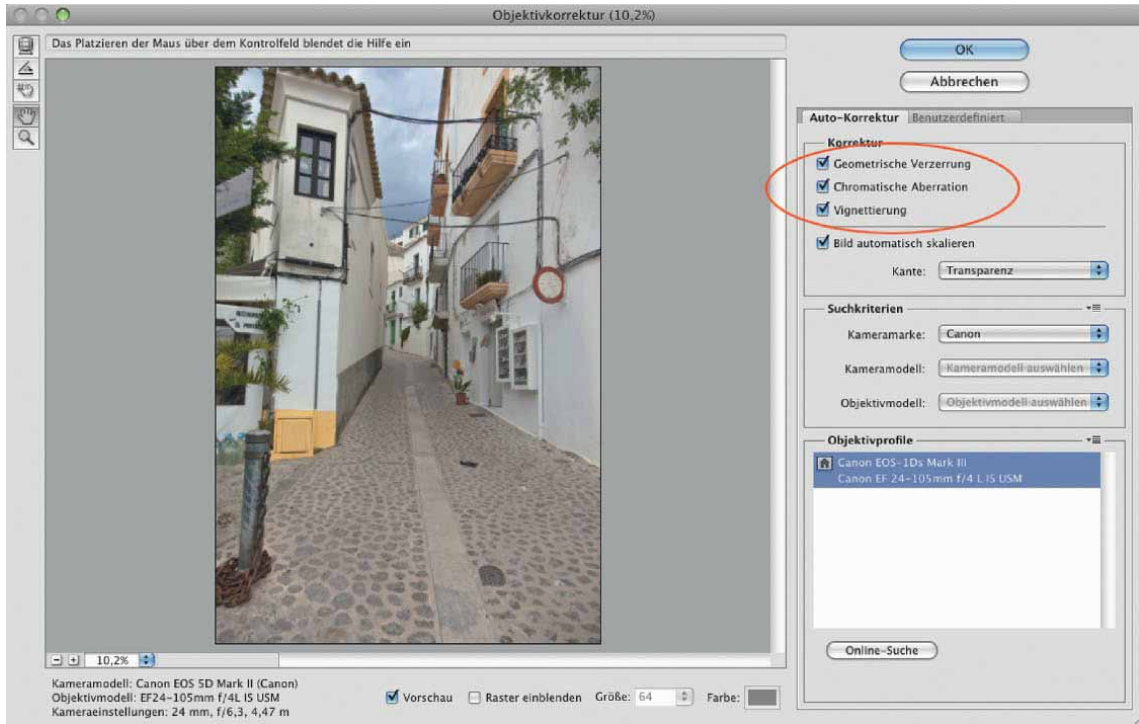 Objektivkorrektur (10,2%)
Das Platzieren der Maus über dem Kontrollfeld blendet die Hilfe ein
OK
Abbrechen
Auto-Korrektur Benutzerdefiniert
Korrektur
Geometrische Verzerrung
Chromatische Aberration
Vignettierung
Bild automatisch skalieren
Kante: Transparenz
Suchkriterien
Kameramarke: Canon
Kameramodell: Kameramodell auswählen
Objektivmodell: Objektivmodell auswählen
Objektivprofile
Canon EOS-1Ds Mark III
Canon EF 24-105mm f/4 L IS USM
Online-Suche
10,2%
Kameramodell: Canon EOS 5D Mark II (Canon)
Objektivmodell: EF24-105mm f/4L IS USM
Kameraeinstellungen: 24 mm, f/6,3, 4,47 m
Vorschau Raster einblenden Größe: 64 Farbe: